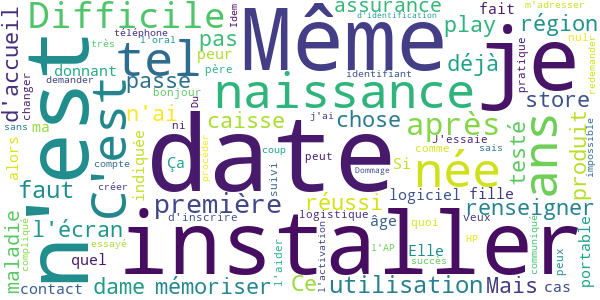 d'accueil
changer
Difficile
téléphone
l'oral
très
demander
bonjour
tel
donnant
passe
n'est
C'est
Idem
pas
peur
père
Même
identifiant
assurance
d'identification
play
déjà
fait
m'adresser
région
nul
redemander
pratique
je
store
naissance
n'ai
sans
ma
alors
indiquée
ni
Du
caisse
j'ai
chose
après
testé
ans
produit
impossible
date
procéder
Ça
coup
peut
Si
comme
J'essaie
sais
née
compte
créer
faut
première
suivi
Dommage
réussi
logiciel
fille
renseigner
l'écran
d'inscrire
logistique
âge
quoi
veux
maladie
compliqué
essayé
installer
l'aider
l'activation
l'AP
Elle
succès
HP
communiqué
peux
portable
quel
contact
dame
mémoriser
Ce
utilisation
Mais
cas